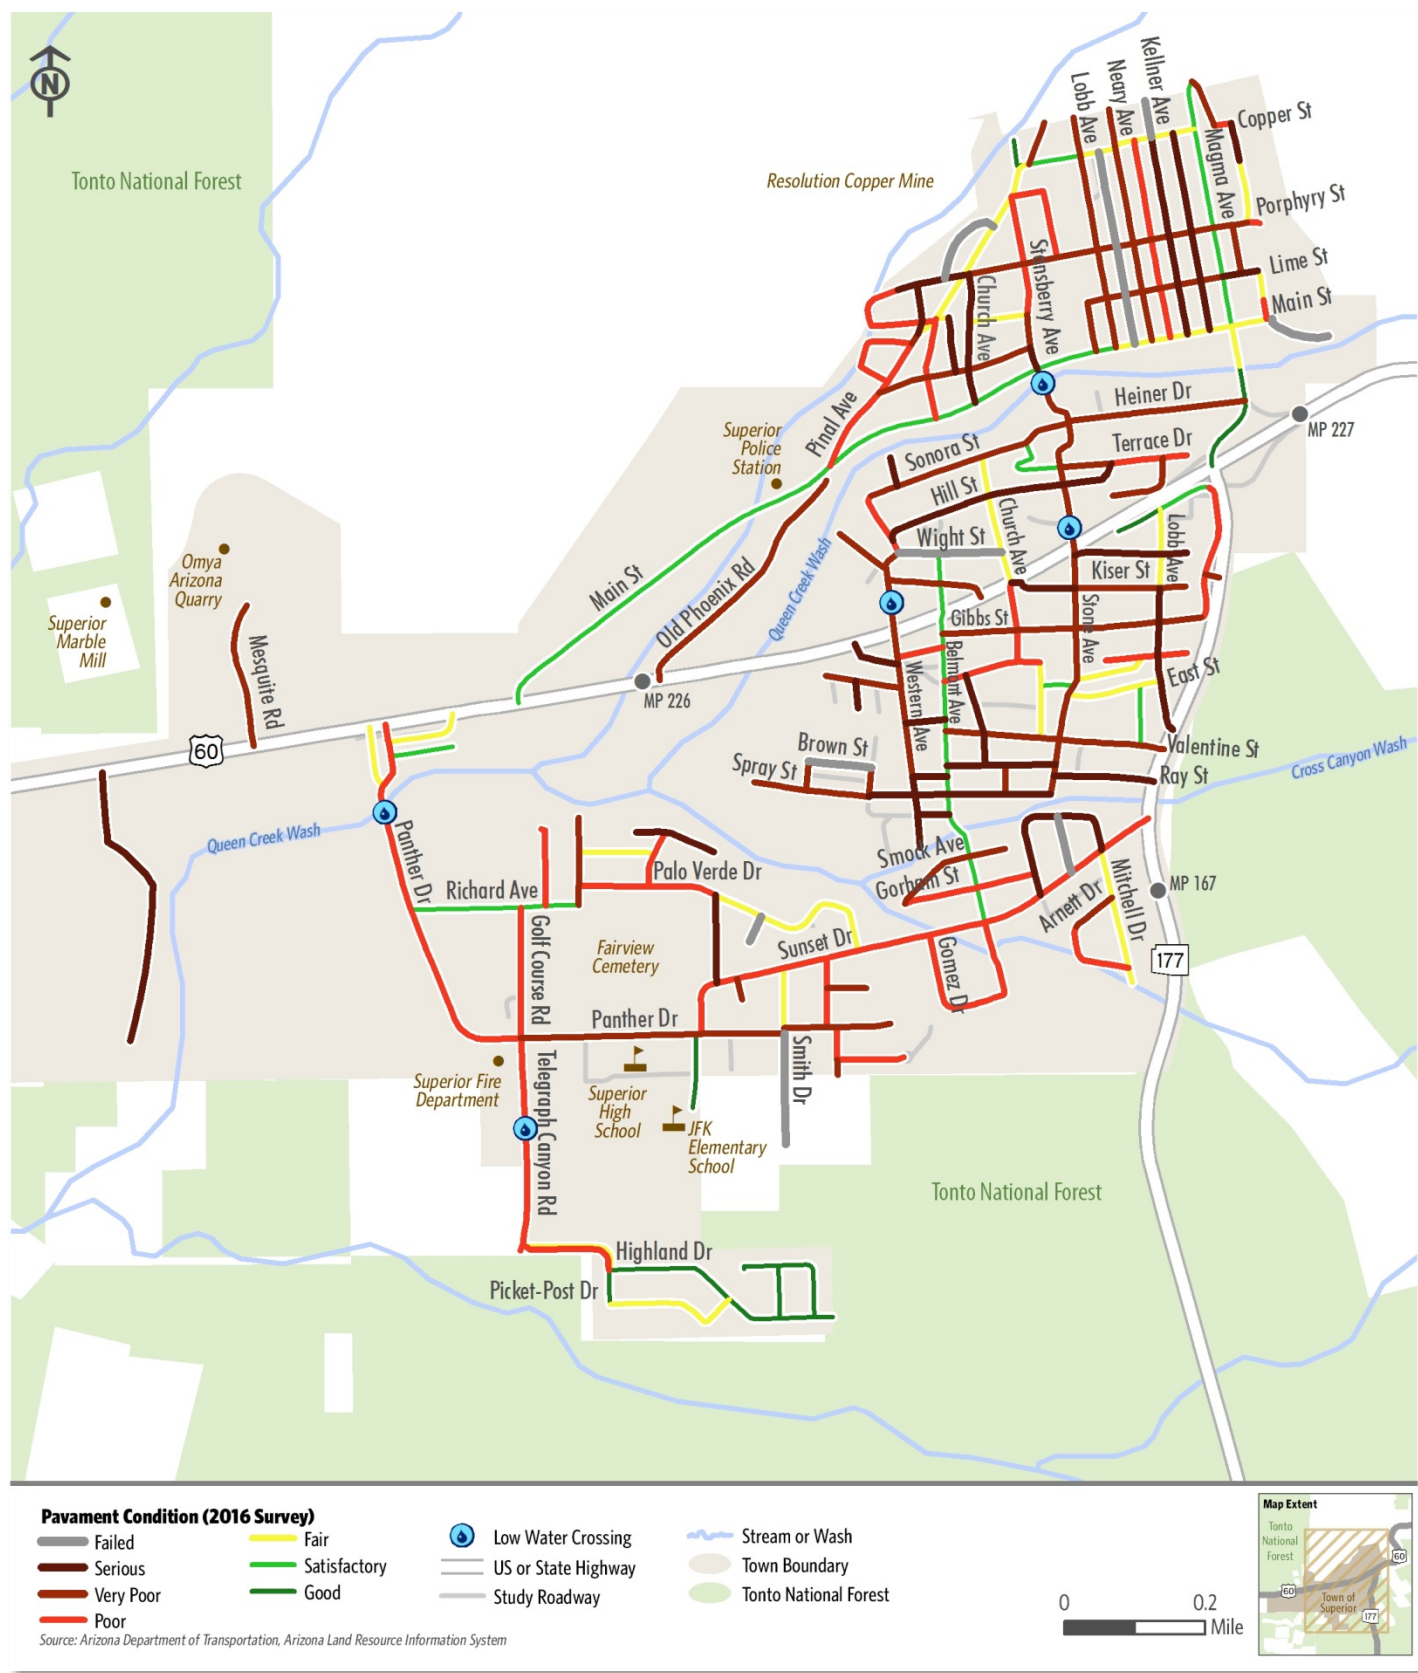 N
Tonto National Forest
Resolution Copper Mine
Lobb Ave
Neary Ave
Kellner Ave
Copper St
Magma Ave
Porphyry St
Stansberry Ave
Lime St
Church Ave
Main St
Heiner Dr
MP 227
Pinal Ave
Superior
Police
Station
Sonora St
Terrace Dr
Hill St
Church Ave
Wight St
Lobb Ave
Kiser St
Omya
Arizona
Quarry
Superior
Marble
Mill
Main St
Old Phoenix Rd
Queen Creek Wash
Gibbs St
Stone Ave
Mesquite Rd
Belmont Ave
Western Ave
East St
MP 226
60
Brown St
Spray St
Valentine St
Ray St
Cross Canyon Wash
Queen Creek Wash
Panther Dr
Smock Ave
Palo Verde Dr
Gorham St
Richard Ave
Arnett Dr
Mitchell Dr
MP 167
Golf Course Rd
Fairview
Cemetery
Sunset Dr
Gomez Dr
177
Panther Dr
Smith Dr
Superior Fire
Department
Telegraph Canyon Rd
Superior
High
School
JFK
Elementary
School
Tonto National Forest
Highland Dr
Picket-Post Dr
Pavament Condition (2016 Survey)
Failed
Serious
Very Poor
Poor
Fair
Satisfactory
Good
Low Water Crossing
US or State Highway
Study Roadway
Stream or Wash
Town Boundary
Tonto National Forest
0 0.2
Mile
Source: Arizona Department of Transportation, Arizona Land Resource Information System
Map Extent
Tonto
National
Forest
60
60
Town of
Superior
177